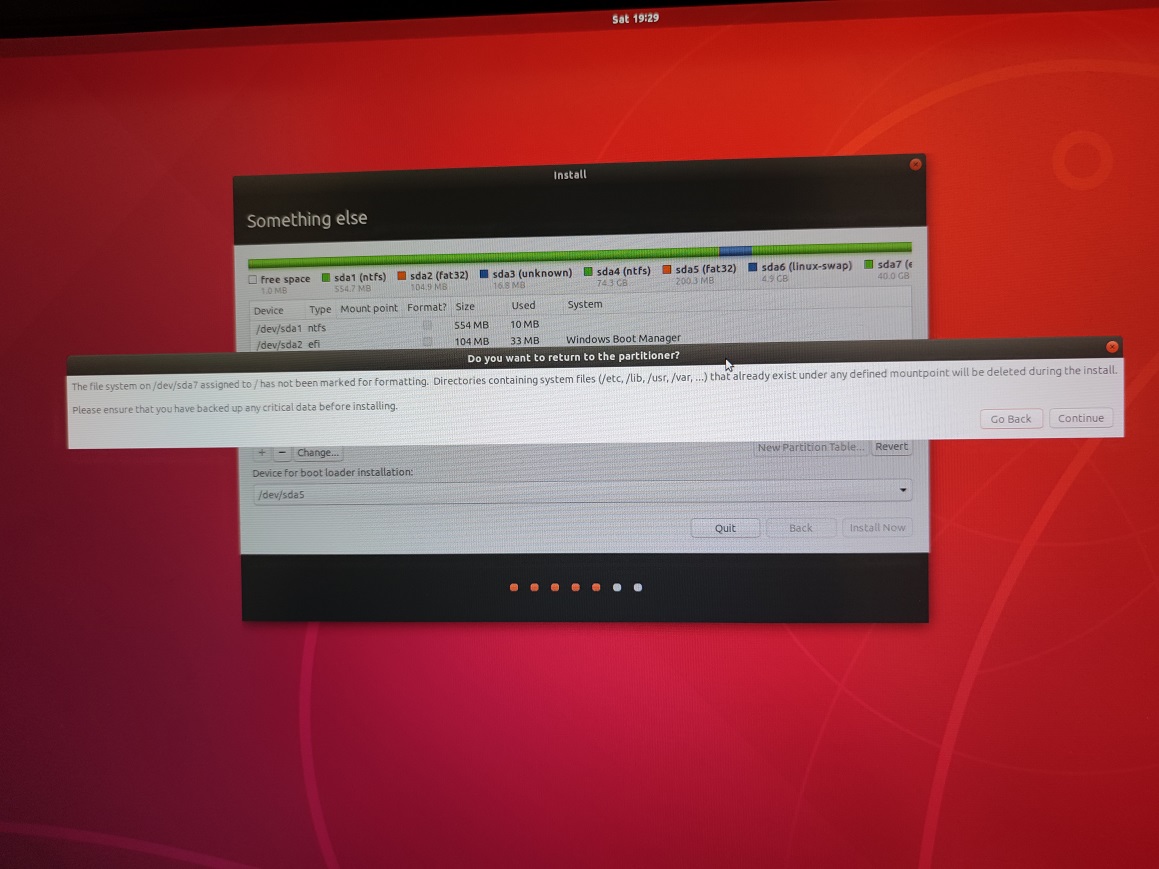 Sat 19:29
Install
Something else
free space sda1 (ntfs) sda2 (fat32) sda3 (unknown) sda4 (ntfs) sda5 (fat32) sda6 (linux-swap) sda7 (e
1.0 MB 554.7 MB 104.9 MB 16.8 MB 74.3 GB 200.3 MB 4.9 GB 40.0 GB
Device Type Mount point Format? Size Used System
/dev/sda1 ntfs 554 MB 10 MB
/dev/sda2 efi 104 MB 33 MB Windows Boot Manager
Do you want to return to the partitioner?
The file system on /dev/sda7 assigned to / has not been marked for formatting. Directories containing system files (/etc, /lib, /usr, /var, ...) that already exist under any defined mountpoint will be deleted during the install.
Please ensure that you have backed up any critical data before installing.
Go Back Continue
+ − Change... New Partition Table... Revert
Device for boot loader installation:
/dev/sda5
Quit Back Install Now